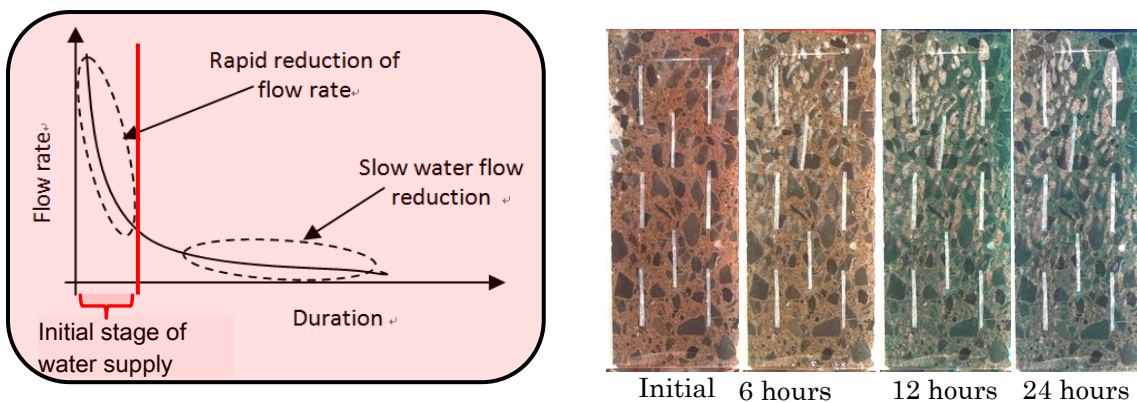 Rapid reduction of
flow rate
Slow water flow
reduction
Flow rate
Duration
Initial stage of
water supply
Initial
6 hours
12 hours
24 hours